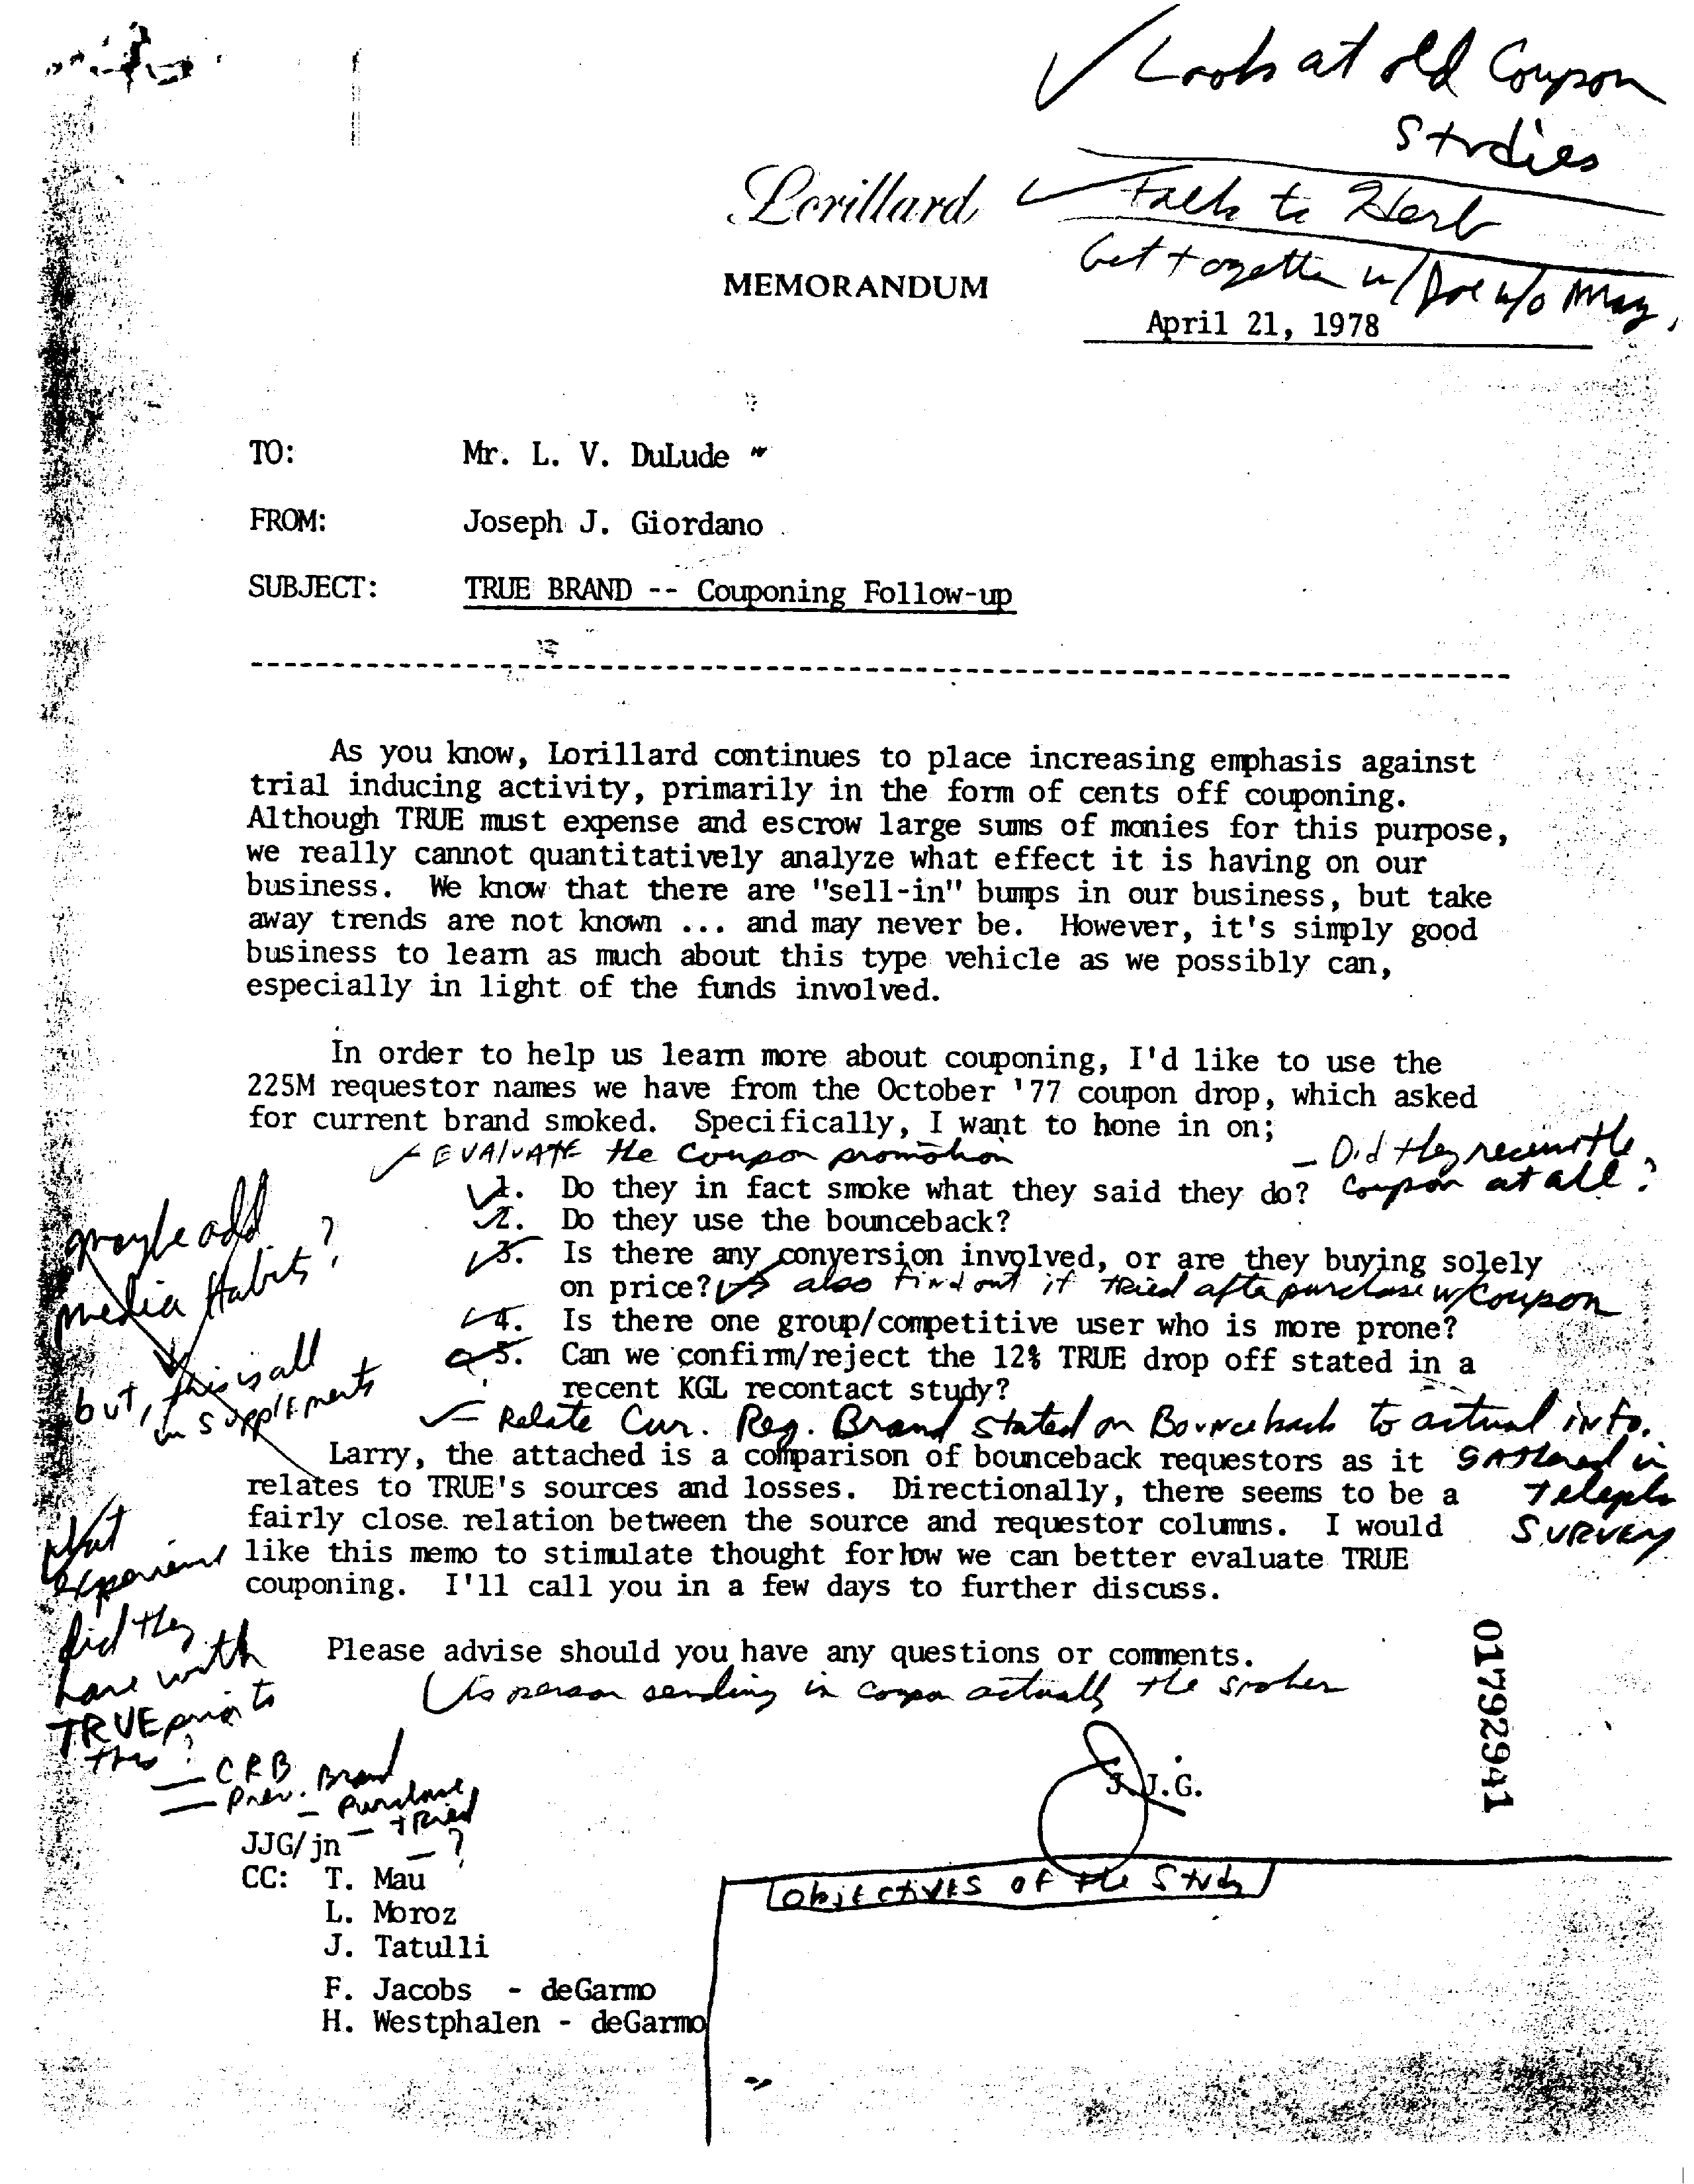 ✓ Look at old Coupon
Studies
Lorillard
✓ Talk to Herb
Get together w/ Joe w/o May.
MEMORANDUM
April 21, 1978
TO: Mr. L. V. DuLude
FROM: Joseph J. Giordano
SUBJECT: TRUE BRAND -- Couponing Follow-up
As you know, Lorillard continues to place increasing emphasis against
trial inducing activity, primarily in the form of cents off couponing.
Although TRUE must expense and escrow large sums of monies for this purpose,
we really cannot quantitatively analyze what effect it is having on our
business. We know that there are "sell-in" bumps in our business, but take
away trends are not known ... and may never be. However, it's simply good
business to learn as much about this type vehicle as we possibly can,
especially in light of the funds involved.
In order to help us learn more about couponing, I'd like to use the
225M requestor names we have from the October '77 coupon drop, which asked
for current brand smoked. Specifically, I want to hone in on;
✓ - EVALUATE the coupon promotion
- Did they receive the
coupon at all?
1. Do they in fact smoke what they said they do?
2. Do they use the bounceback?
3. Is there any conversion involved, or are they buying solely
on price? ✓ → also find out if tried after purchase w/coupon
4. Is there one group/competitive user who is more prone?
5. Can we confirm/reject the 12% TRUE drop off stated in a
recent KGL recontact study?
maybe add
media Habits?
but, this is all
in supplements
✓ - Relate Cur. Reg. Brand stated on Bounceback to actual info.
gathered in
teleph
SURVEY
Larry, the attached is a comparison of bounceback requestors as it
relates to TRUE's sources and losses. Directionally, there seems to be a
fairly close relation between the source and requestor columns. I would
like this memo to stimulate thought for how we can better evaluate TRUE
couponing. I'll call you in a few days to further discuss.
What
experience
did they
have with
TRUE prior to
this?
Please advise should you have any questions or comments.
Is person sending in coupon actually the smoker
J.J.G.
- CRB
- Prev. Brand
- Purchase
- tried
- ?
JJG/jn
CC: T. Mau
L. Moroz
J. Tatulli
F. Jacobs - deGarmo
H. Westphalen - deGarmo
Objectives of the Study
01792941